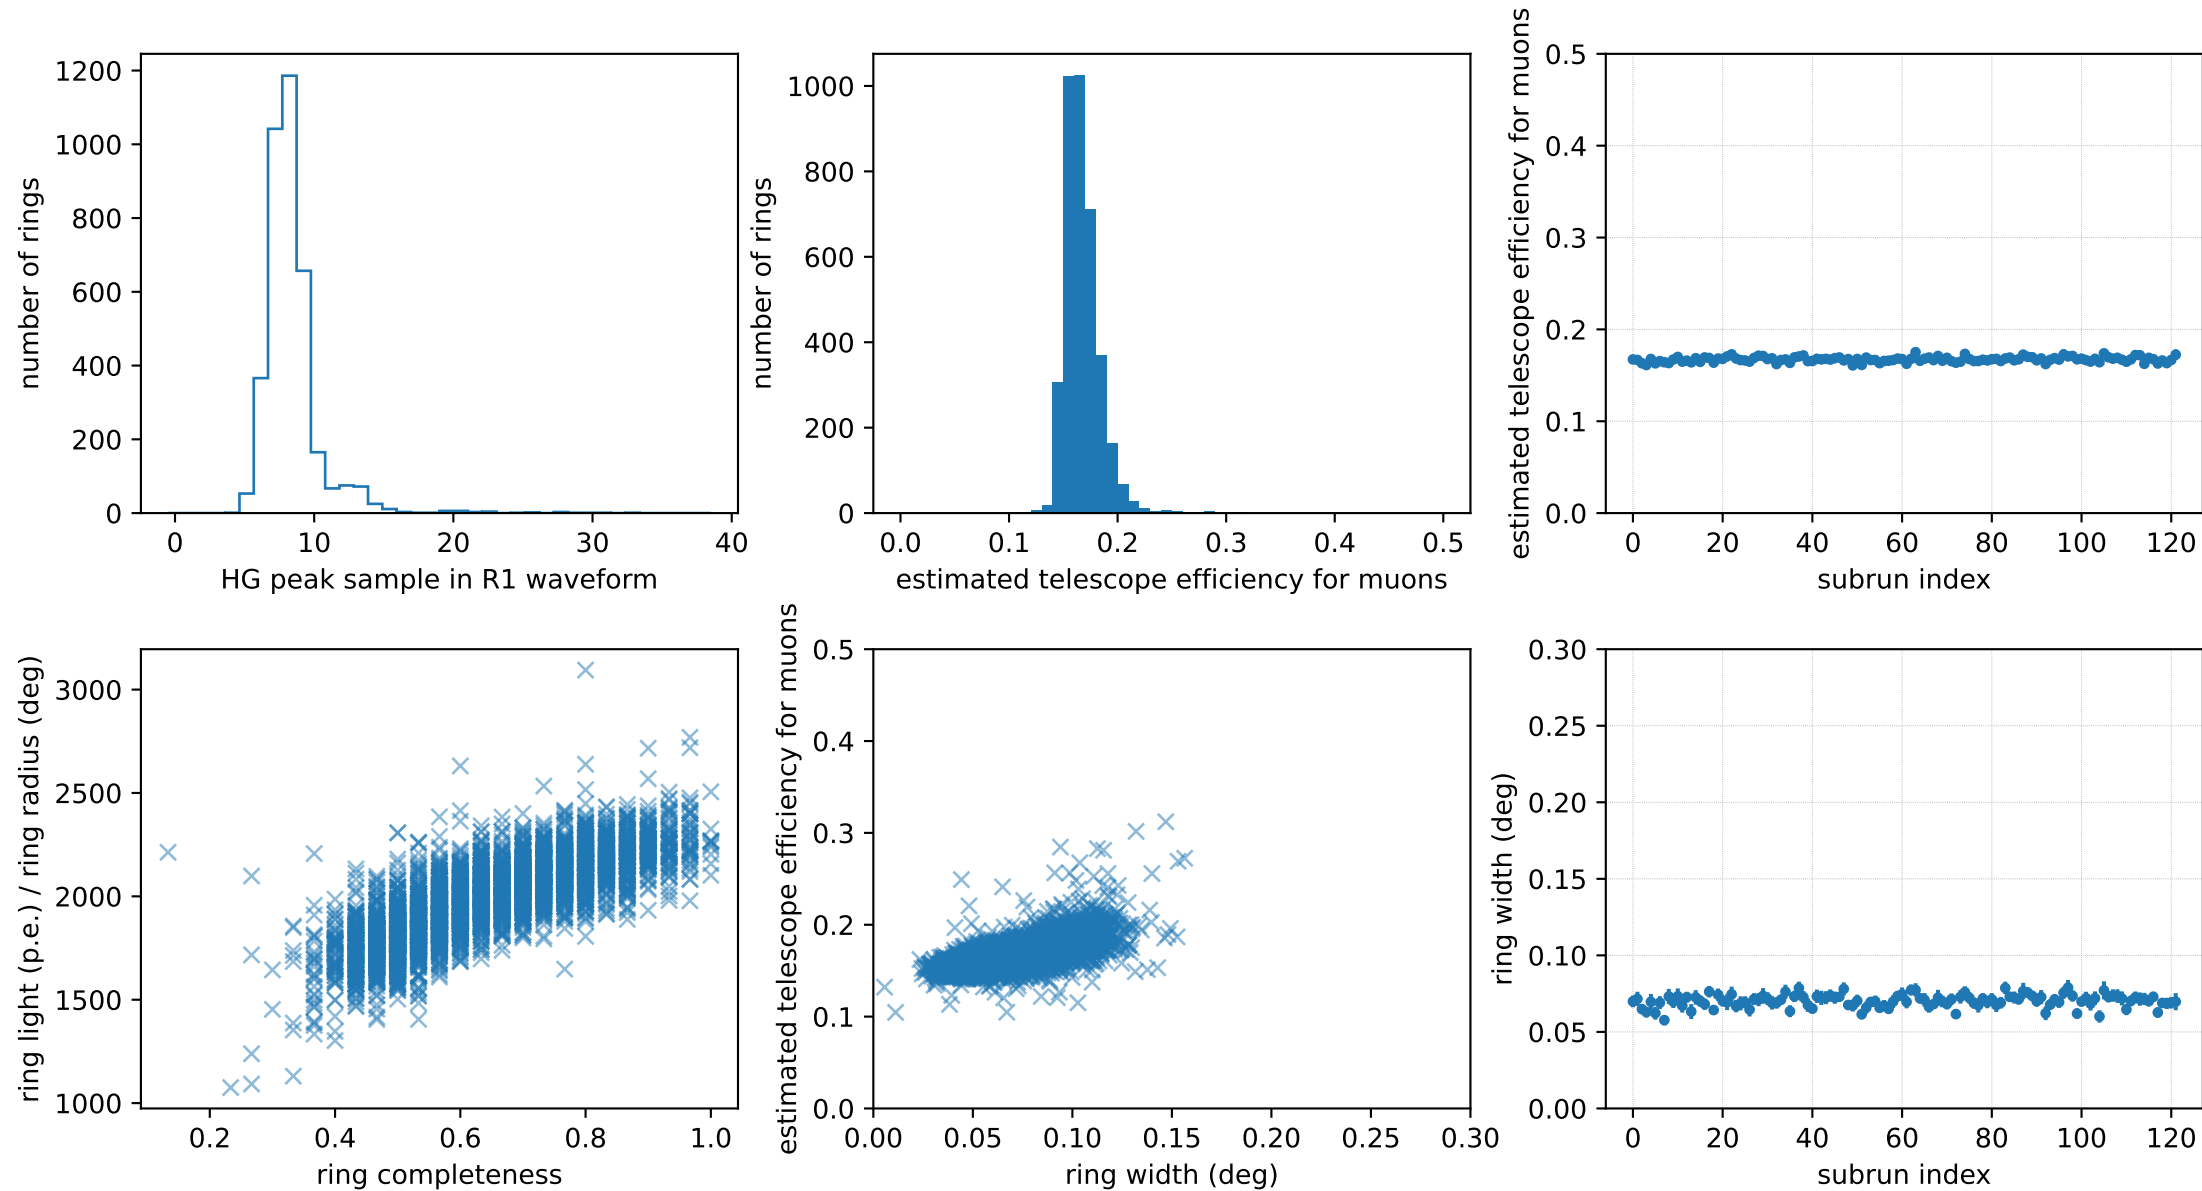 number of rings
1200
1000
800
600
400
200
0
0 10 20 30 40
HG peak sample in R1 waveform
number of rings
1000
800
600
400
200
0
0.0 0.1 0.2 0.3 0.4 0.5
estimated telescope efficiency for muons
estimated telescope efficiency for muons
0.5
0.4
0.3
0.2
0.1
0.0
0 20 40 60 80 100 120
subrun index
ring light (p.e.) / ring radius (deg)
3000
2500
2000
1500
1000
0.2 0.4 0.6 0.8 1.0
ring completeness
estimated telescope efficiency for muons
0.5
0.4
0.3
0.2
0.1
0.0
0.00 0.05 0.10 0.15 0.20 0.25 0.30
ring width (deg)
ring width (deg)
0.30
0.25
0.20
0.15
0.10
0.05
0.00
0 20 40 60 80 100 120
subrun index